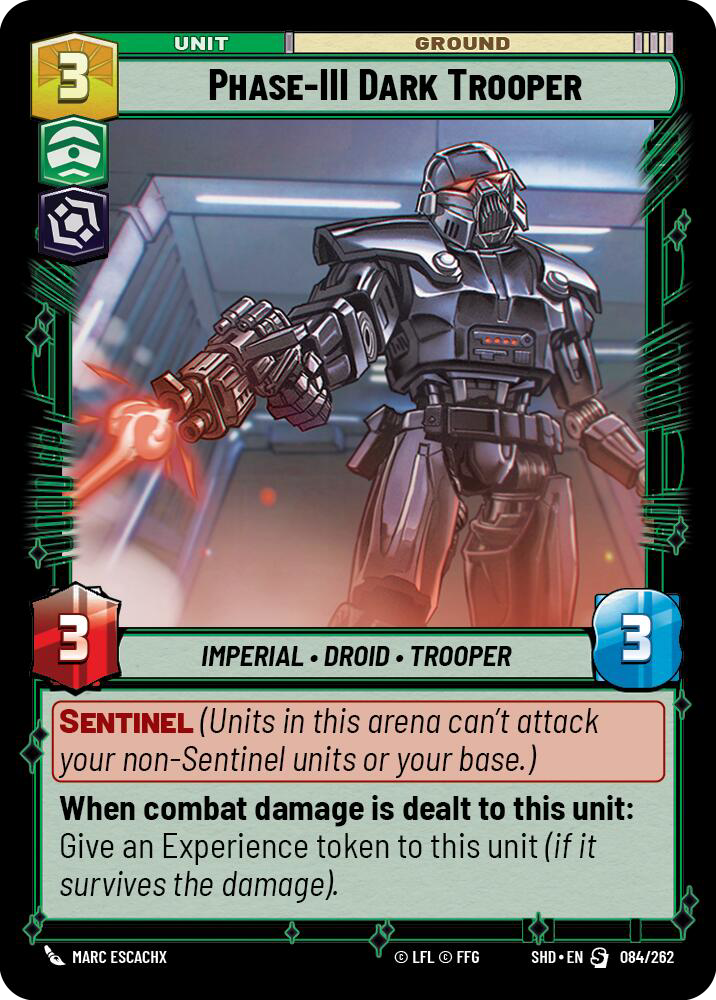 UNIT GROUND
3 PHASE-III DARK TROOPER
3 IMPERIAL • DROID • TROOPER 3
SENTINEL (Units in this arena can't attack
your non-Sentinel units or your base.)
When combat damage is dealt to this unit:
Give an Experience token to this unit (if it
survives the damage).
MARC ESCACHX © LFL © FFG SHD • EN 084/262